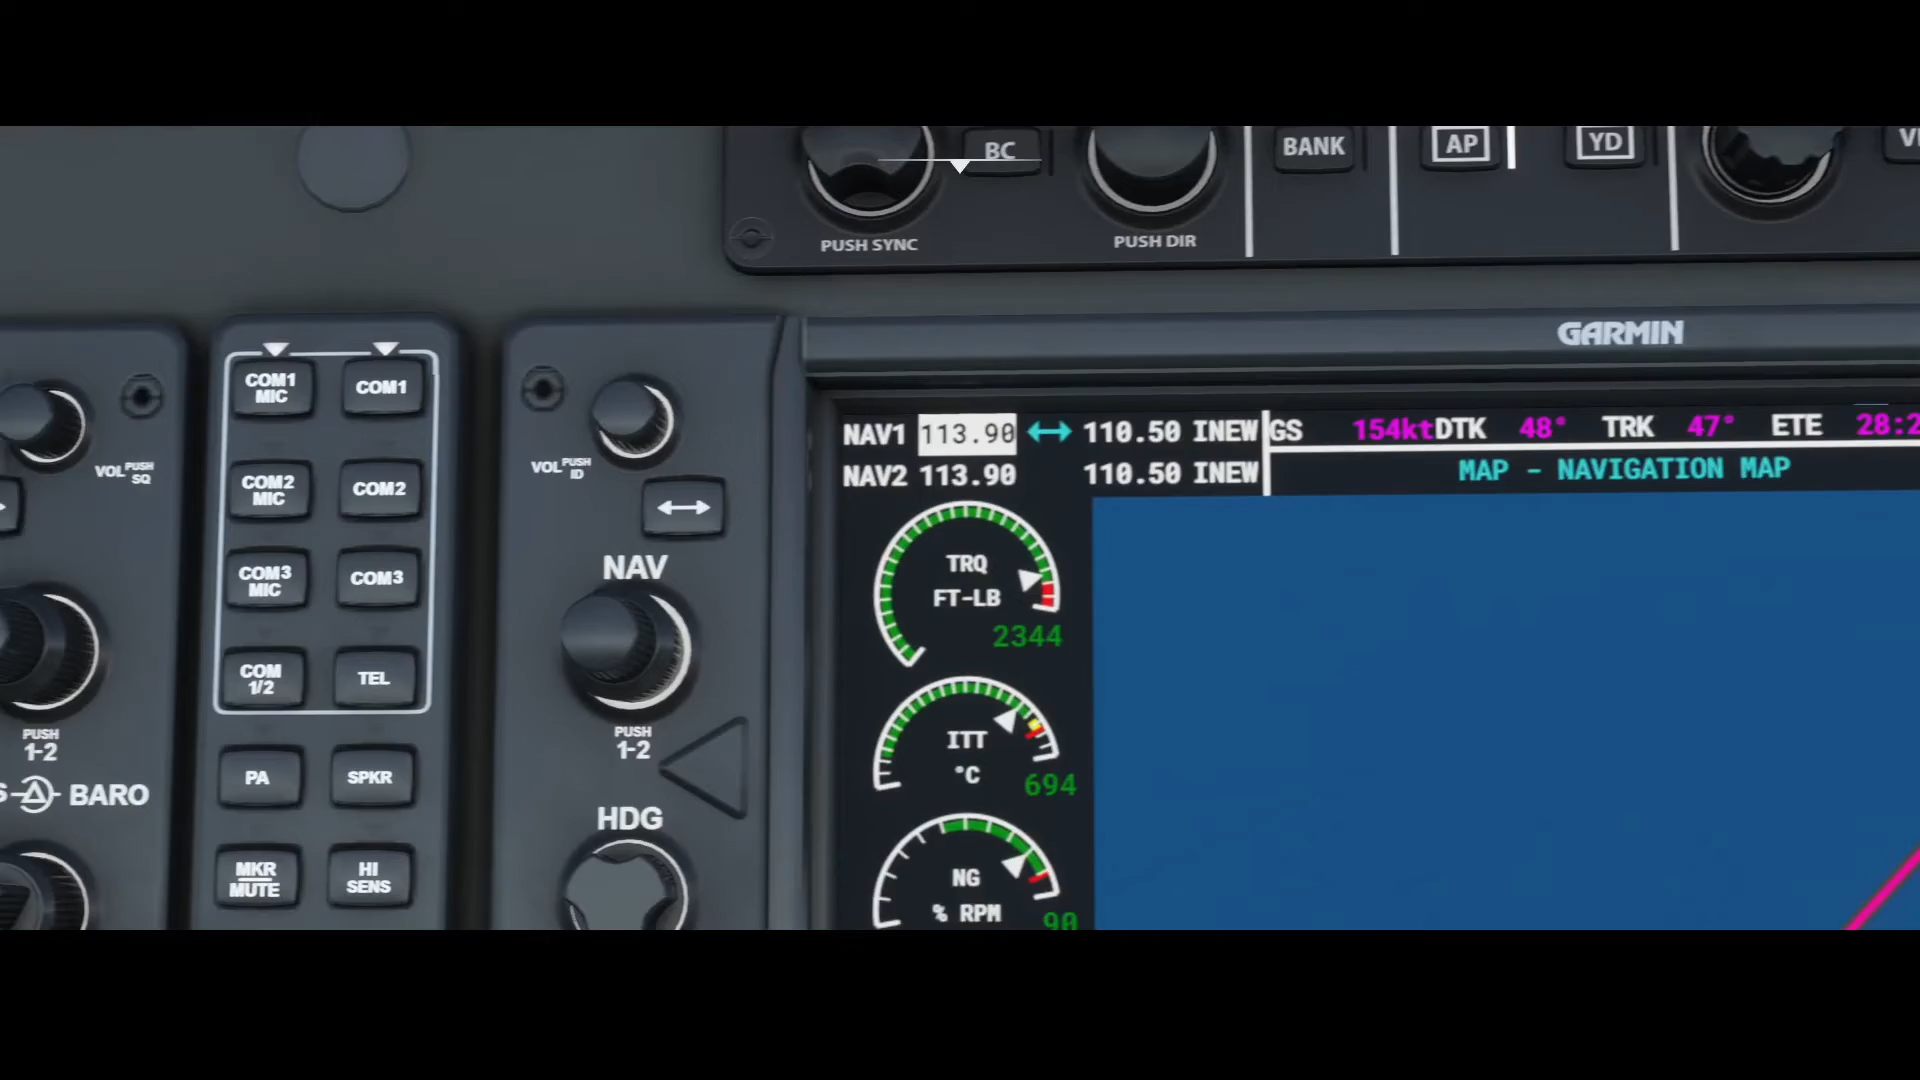 BC
BANK
AP
YD
PUSH SYNC
PUSH DIR
GARMIN
COM1 MIC
COM1
VOL PUSH SQ
VOL PUSH ID
COM2 MIC
COM2
COM3 MIC
COM3
COM 1/2
TEL
PUSH 1-2
BARO
PA
SPKR
MKR MUTE
HI SENS
NAV
PUSH 1-2
HDG
NAV1 113.90 ↔ 110.50 INEW
NAV2 113.90 110.50 INEW
GS 154kt DTK 48° TRK 47° ETE 28:2
MAP - NAVIGATION MAP
TRQ
FT-LB
2344
ITT
°C
694
NG
% RPM
90